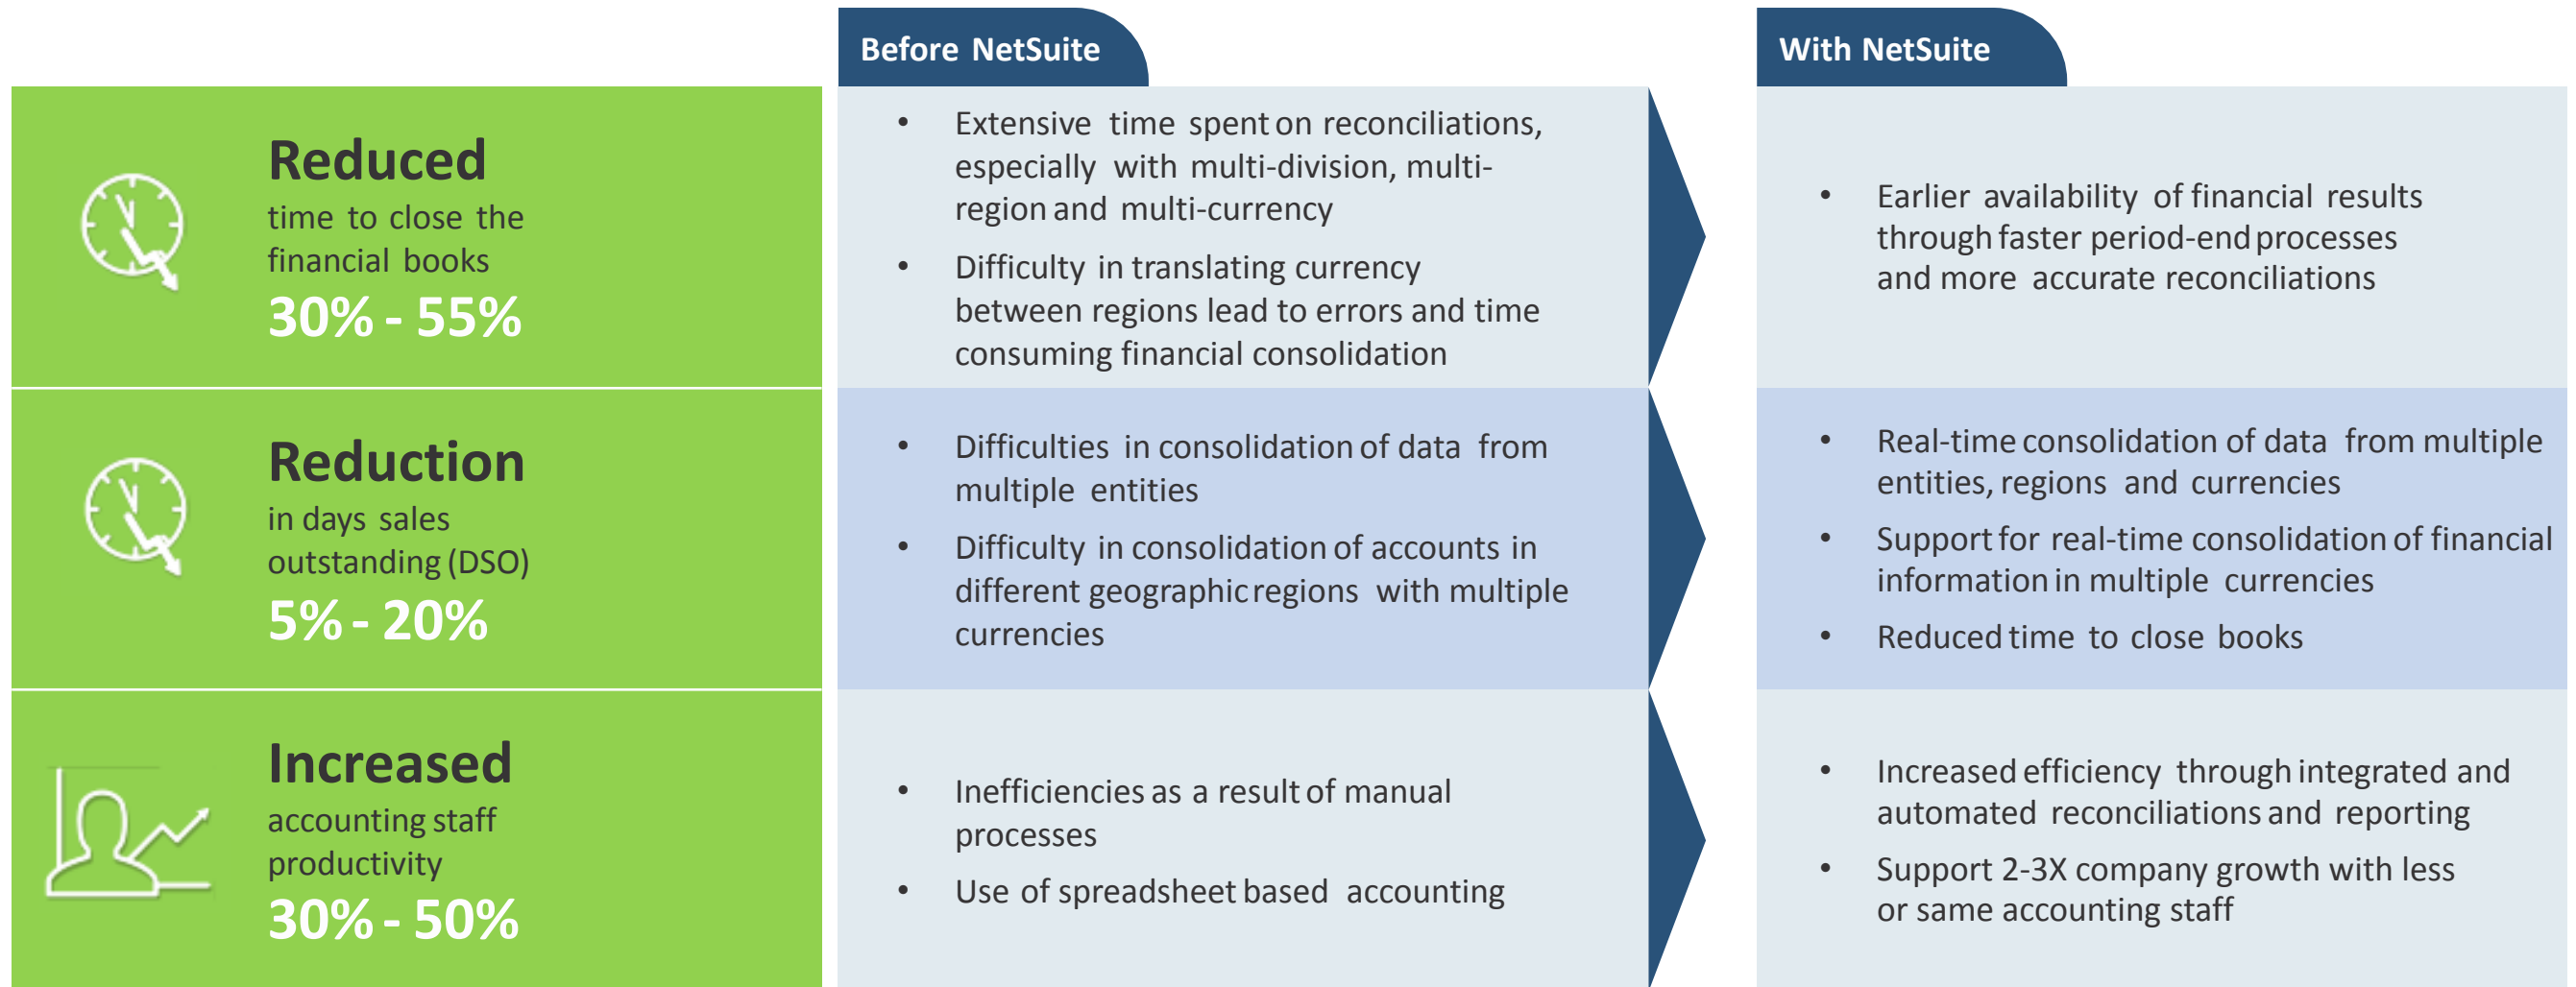 Before NetSuite
With NetSuite
Reduced
time to close the
financial books
30% - 55%
• Extensive time spent on reconciliations,
especially with multi-division, multi-
region and multi-currency
• Difficulty in translating currency
between regions lead to errors and time
consuming financial consolidation
• Earlier availability of financial results
through faster period-end processes
and more accurate reconciliations
Reduction
in days sales
outstanding (DSO)
5% - 20%
• Difficulties in consolidation of data from
multiple entities
• Difficulty in consolidation of accounts in
different geographic regions with multiple
currencies
• Real-time consolidation of data from multiple
entities, regions and currencies
• Support for real-time consolidation of financial
information in multiple currencies
• Reduced time to close books
Increased
accounting staff
productivity
30% - 50%
• Inefficiencies as a result of manual
processes
• Use of spreadsheet based accounting
• Increased efficiency through integrated and
automated reconciliations and reporting
• Support 2-3X company growth with less
or same accounting staff